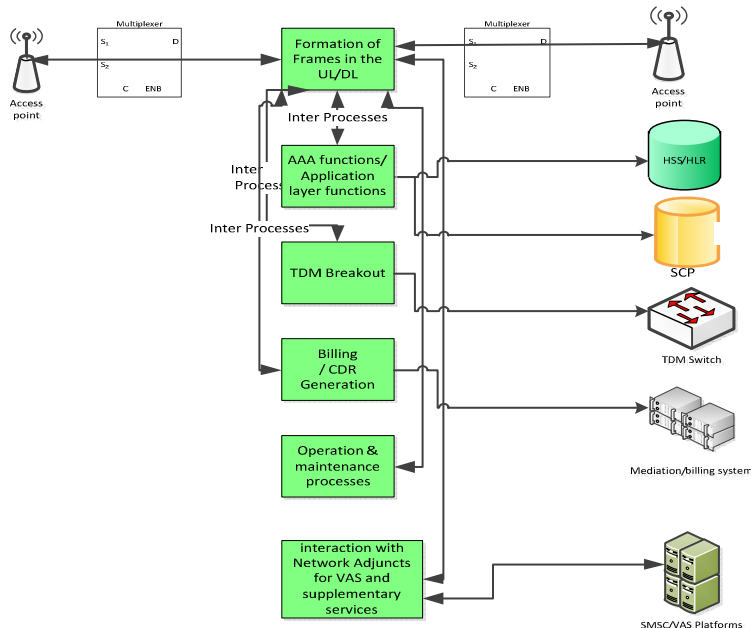 Multiplexer
S1
D
S2
C
ENB
Access
point
Formation of
Frames in the
UL/DL
Multiplexer
S1
D
S2
C
ENB
Access
point
Inter Processes
AAA functions/
Application
layer functions
HSS/HLR
Inter
Process
Inter Processes
SCP
TDM Breakout
TDM Switch
Billing
/ CDR
Generation
Mediation/billing system
Operation &
maintenance
processes
interaction with
Network Adjuncts
for VAS and
supplementary
services
SMSC/VAS Platforms